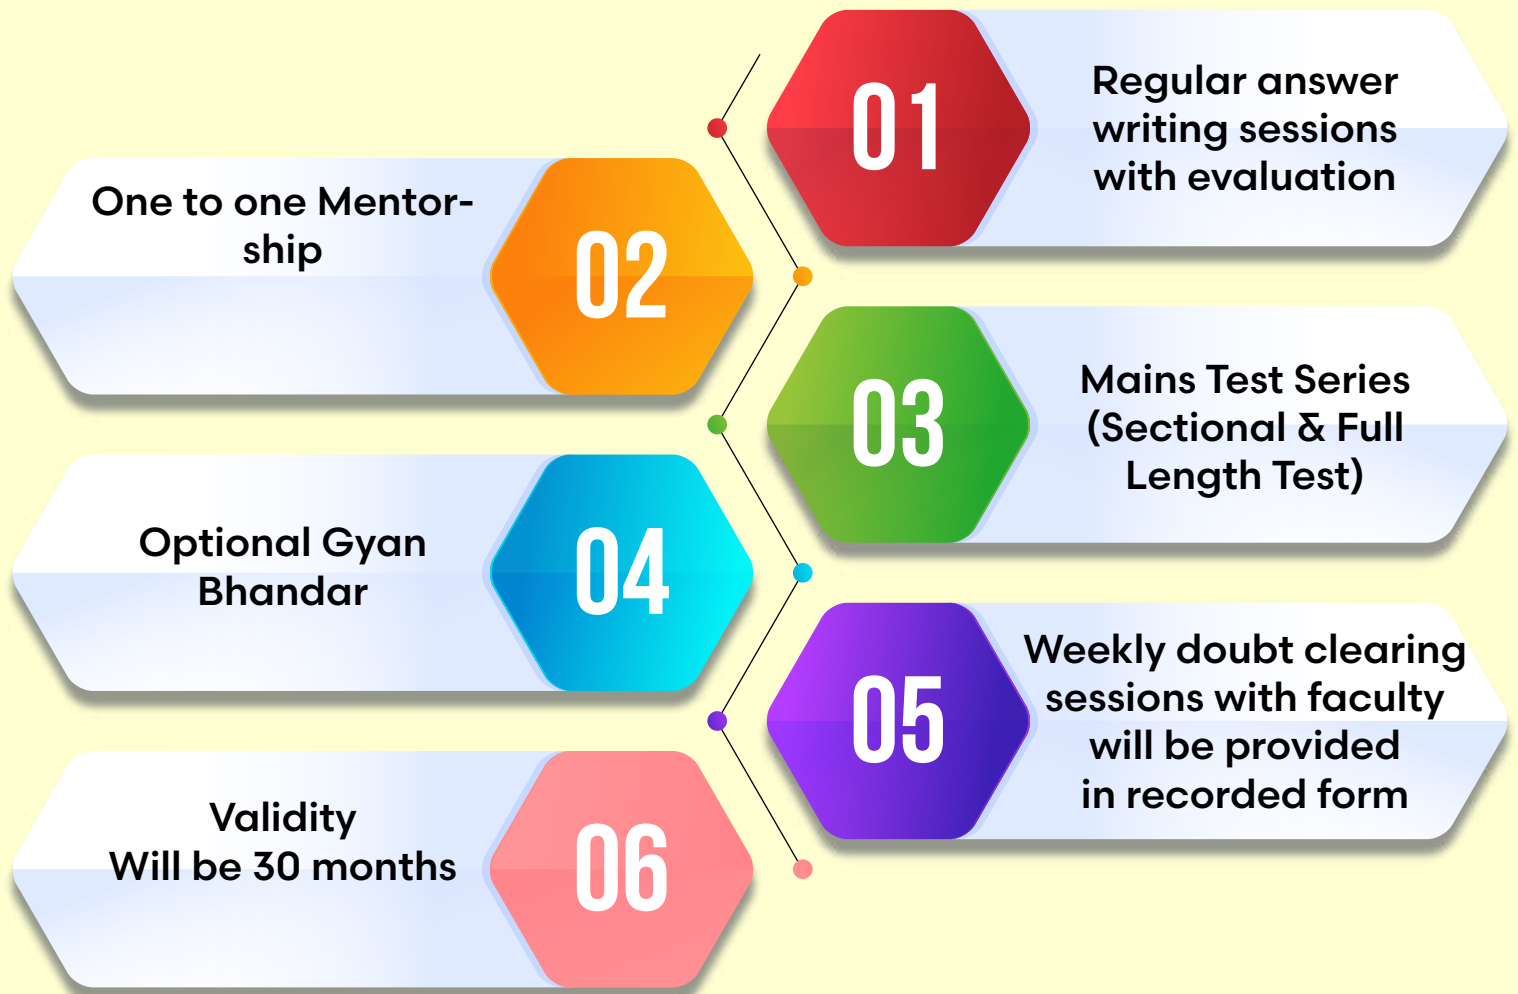 01
Regular answer
writing sessions
with evaluation
02
One to one Mentor-
ship
03
Mains Test Series
(Sectional & Full
Length Test)
04
Optional Gyan
Bhandar
05
Weekly doubt clearing
sessions with faculty
will be provided
in recorded form
06
Validity
Will be 30 months